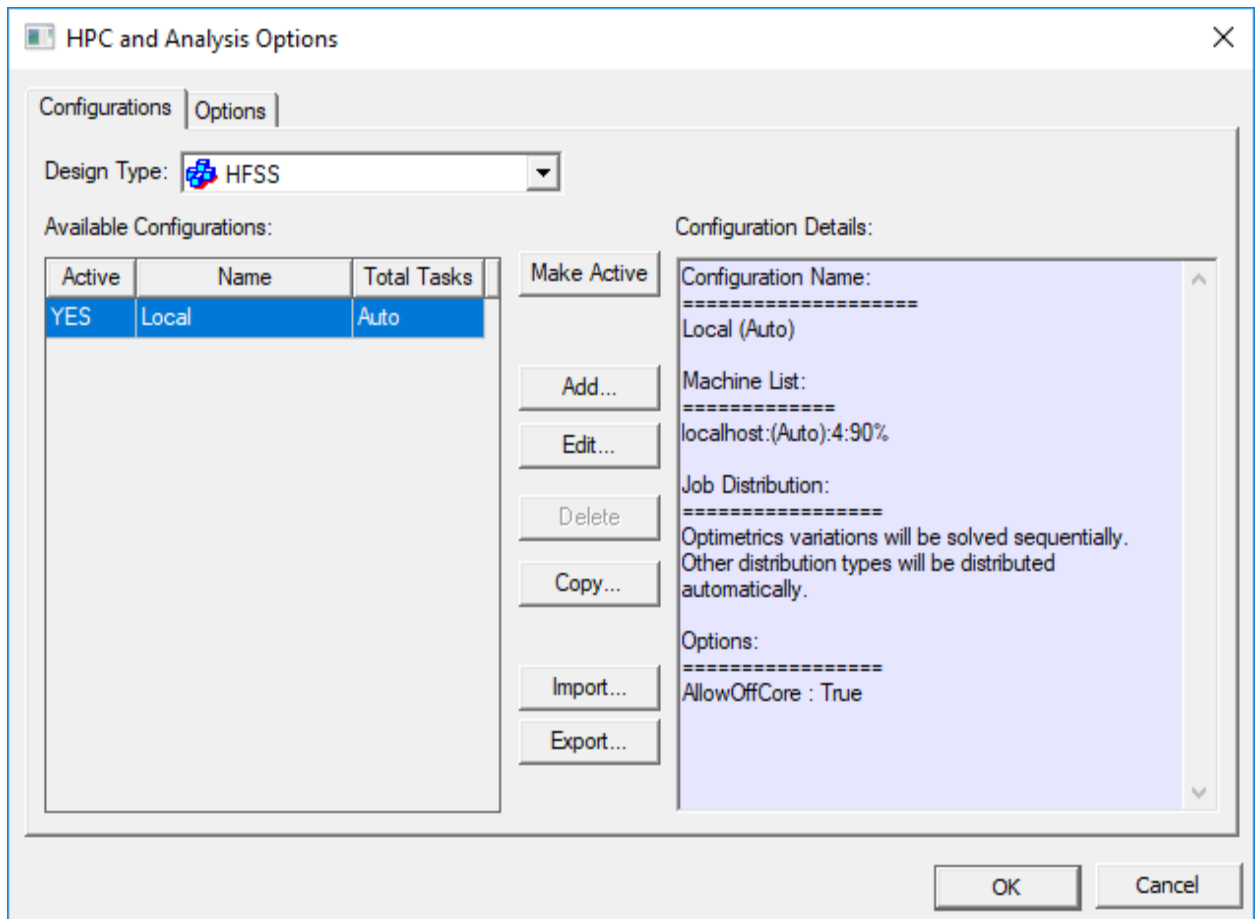 HPC and Analysis Options
Configurations
Options
Design Type:
HFSS
Available Configurations:
Active Name Total Tasks
YES Local Auto
Make Active
Add...
Edit...
Delete
Copy...
Import...
Export...
Configuration Details:
Configuration Name:
====================
Local (Auto)
Machine List:
=============
localhost:(Auto):4:90%
Job Distribution:
=================
Optimetrics variations will be solved sequentially.
Other distribution types will be distributed
automatically.
Options:
=================
AllowOffCore : True
OK
Cancel